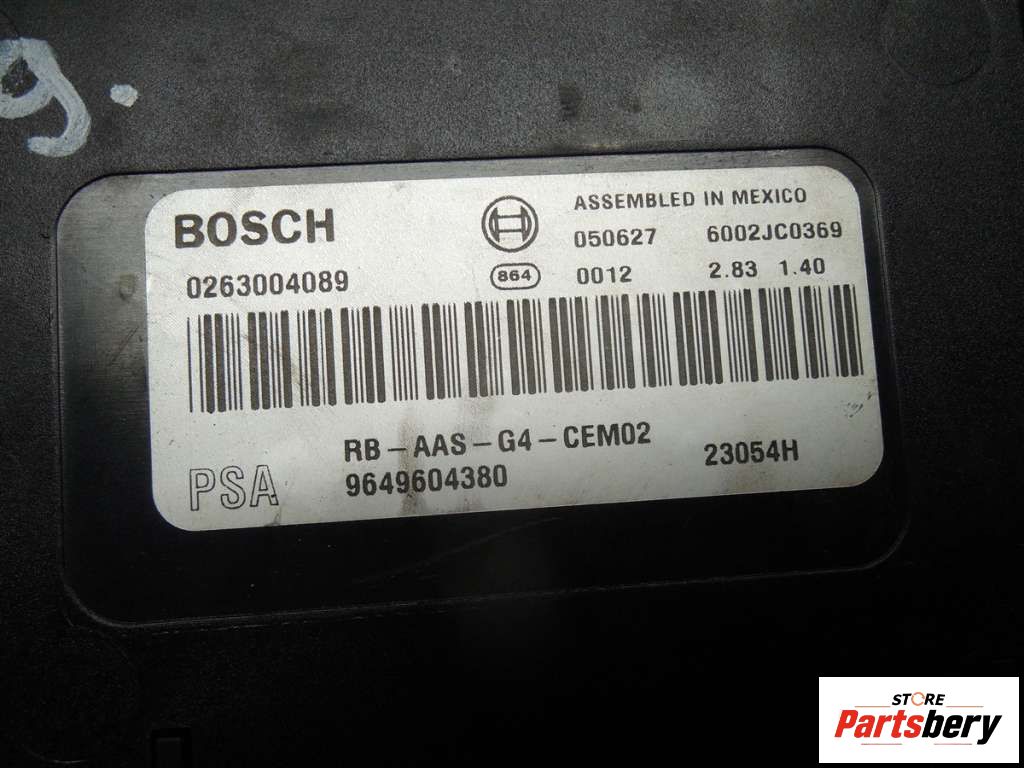 9.
BOSCH
ASSEMBLED IN MEXICO
050627 6002JC0369
0263004089
864
0012 2.83 1.40
RB-AAS-G4-CEM02
PSA
9649604380
23054H
STORE
Partsbery